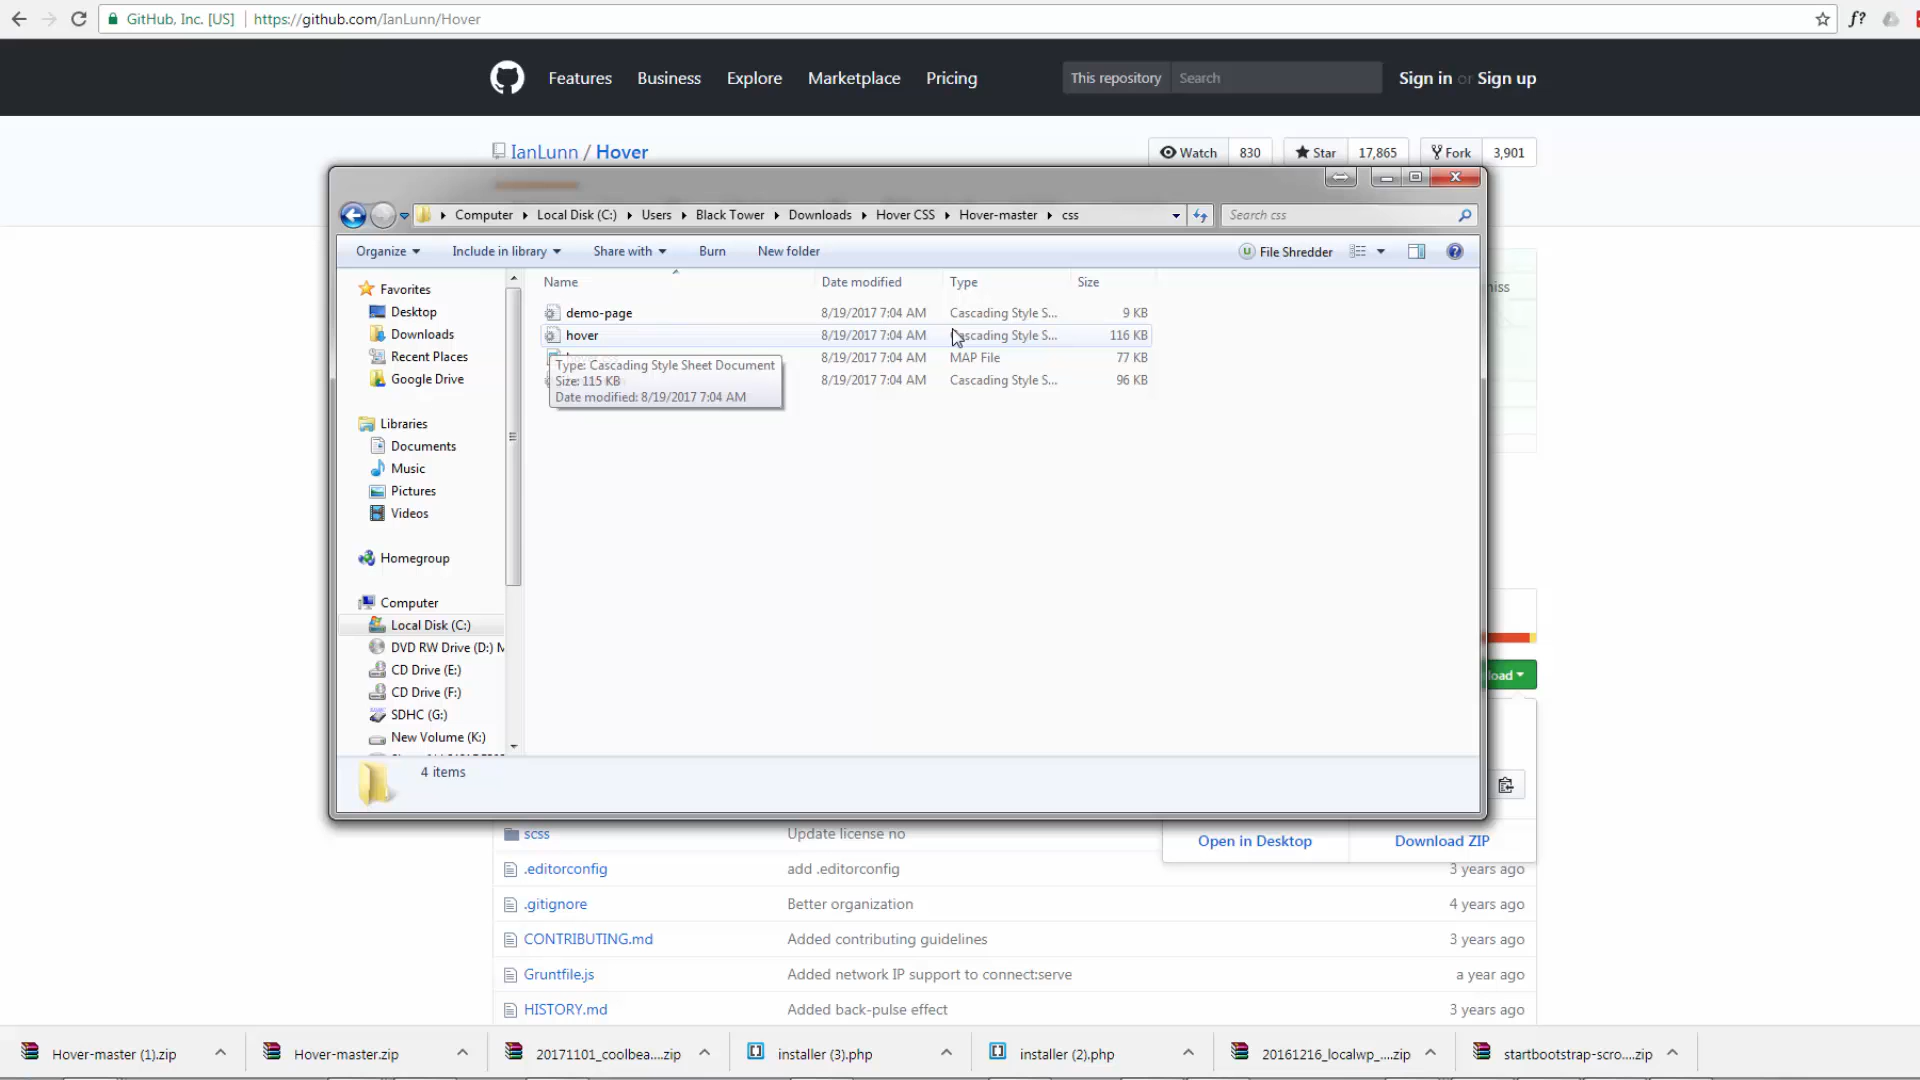 GitHub, Inc. [US] https://github.com/IanLunn/Hover
Features Business Explore Marketplace Pricing This repository Search Sign in or Sign up
IanLunn / Hover Watch 830 Star 17,865 Fork 3,901
Computer Local Disk (C:) Users Black Tower Downloads Hover CSS Hover-master css Search css
Organize Include in library Share with Burn New folder File Shredder
Name Date modified Type Size
demo-page 8/19/2017 7:04 AM Cascading Style S... 9 KB
hover 8/19/2017 7:04 AM Cascading Style S... 116 KB
8/19/2017 7:04 AM MAP File 77 KB
8/19/2017 7:04 AM Cascading Style S... 96 KB
Type: Cascading Style Sheet Document
Size: 115 KB
Date modified: 8/19/2017 7:04 AM
Favorites
Desktop
Downloads
Recent Places
Google Drive
Libraries
Documents
Music
Pictures
Videos
Homegroup
Computer
Local Disk (C:)
DVD RW Drive (D:) M
CD Drive (E:)
CD Drive (F:)
SDHC (G:)
New Volume (K:)
4 items
iss
load
Open in Desktop Download ZIP
scss Update license no
.editorconfig add .editorconfig 3 years ago
.gitignore Better organization 4 years ago
CONTRIBUTING.md Added contributing guidelines 3 years ago
Gruntfile.js Added network IP support to connect:serve a year ago
HISTORY.md Added back-pulse effect 3 years ago
Hover-master (1).zip Hover-master.zip 20171101_coolbea....zip installer (3).php installer (2).php 20161216_localwp_....zip startbootstrap-scro....zip